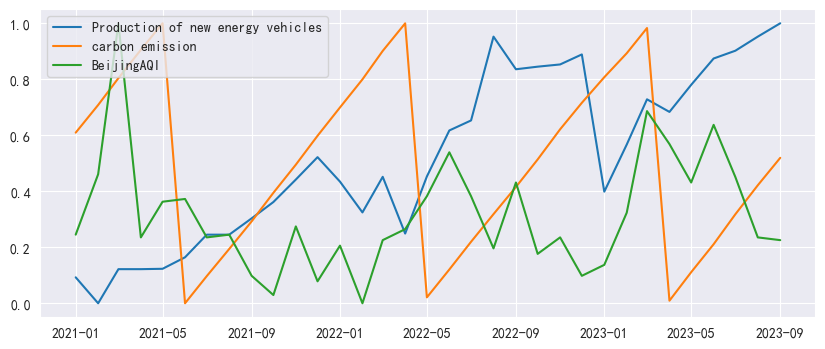 Production of new energy vehicles
carbon emission
BeijingAQI
1.0
0.8
0.6
0.4
0.2
0.0
2021-01 2021-05 2021-09 2022-01 2022-05 2022-09 2023-01 2023-05 2023-09